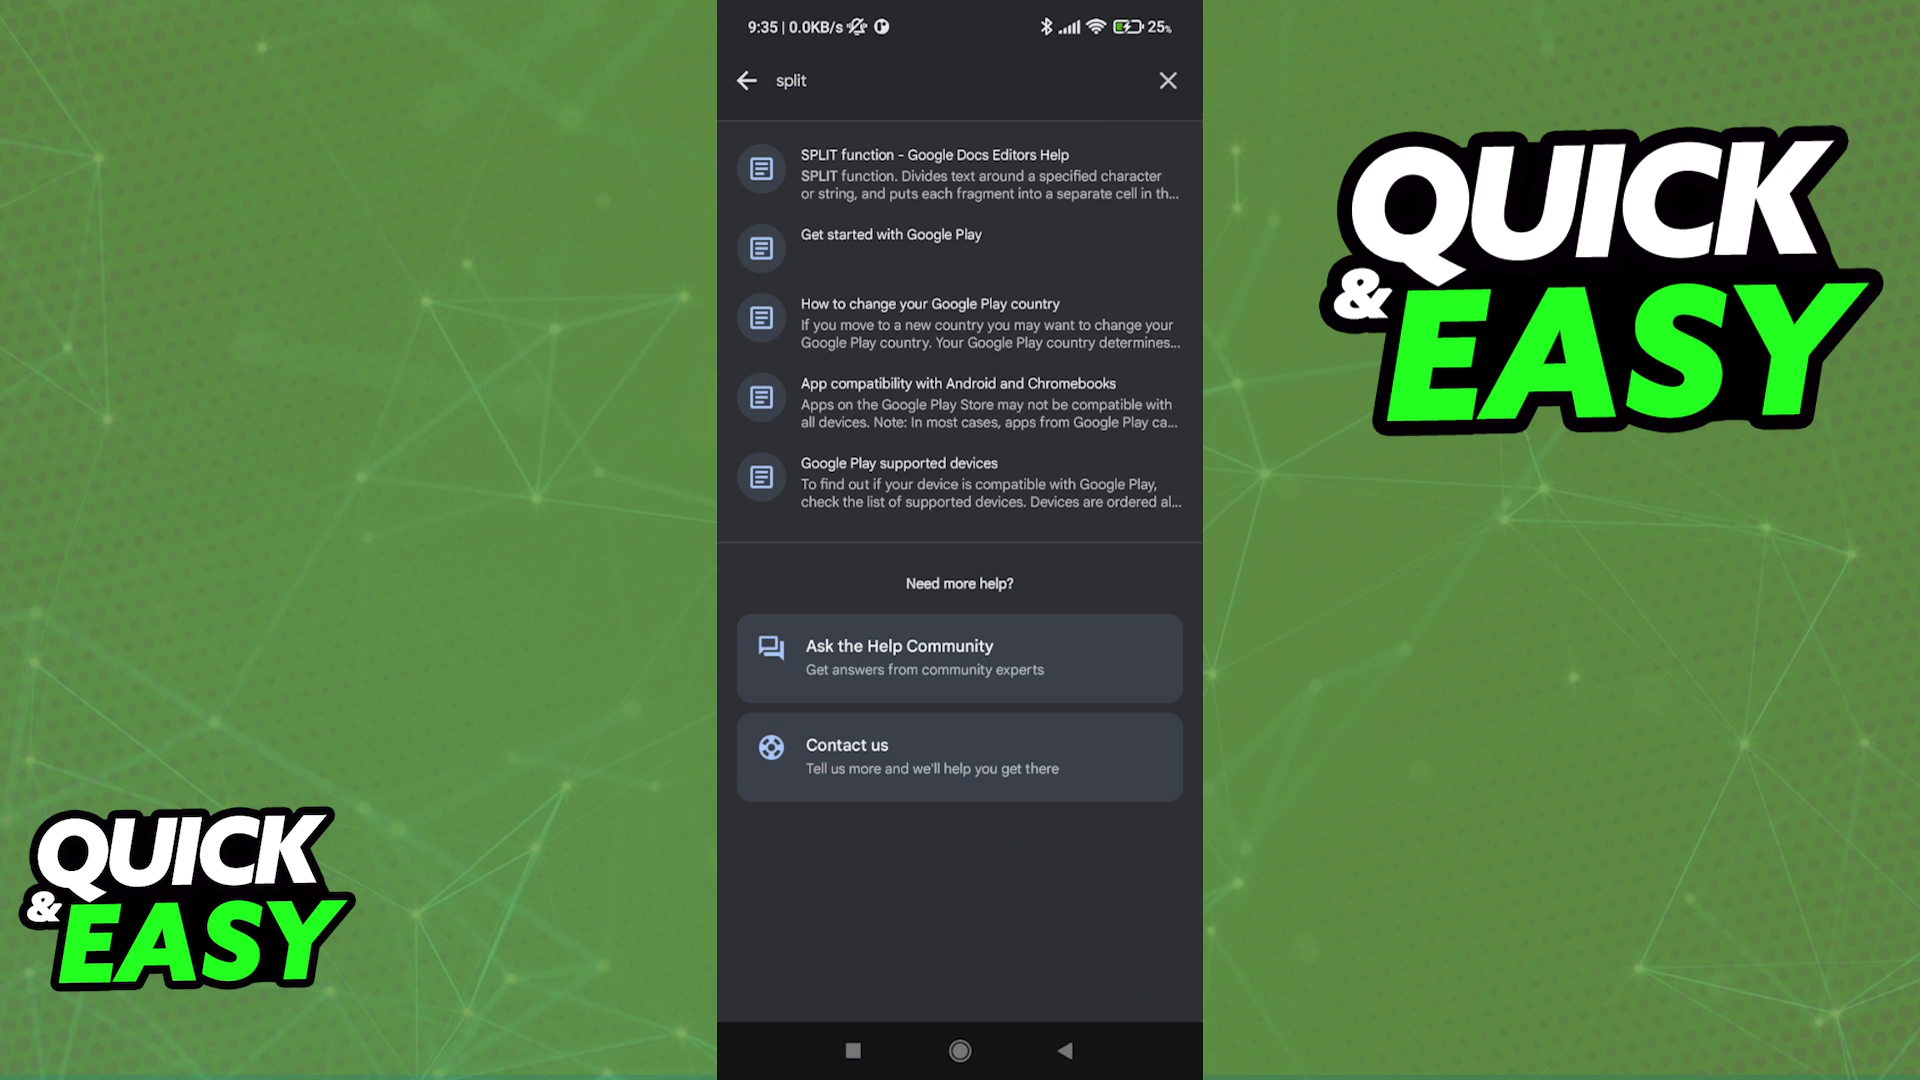 9:35 | 0.0KB/s
25%
split
SPLIT function - Google Docs Editors Help
SPLIT function. Divides text around a specified character
or string, and puts each fragment into a separate cell in th...
Get started with Google Play
How to change your Google Play country
If you move to a new country you may want to change your
Google Play country. Your Google Play country determines...
App compatibility with Android and Chromebooks
Apps on the Google Play Store may not be compatible with
all devices. Note: In most cases, apps from Google Play ca...
Google Play supported devices
To find out if your device is compatible with Google Play,
check the list of supported devices. Devices are ordered al...
Need more help?
Ask the Help Community
Get answers from community experts
Contact us
Tell us more and we'll help you get there
QUICK
& EASY
QUICK
& EASY